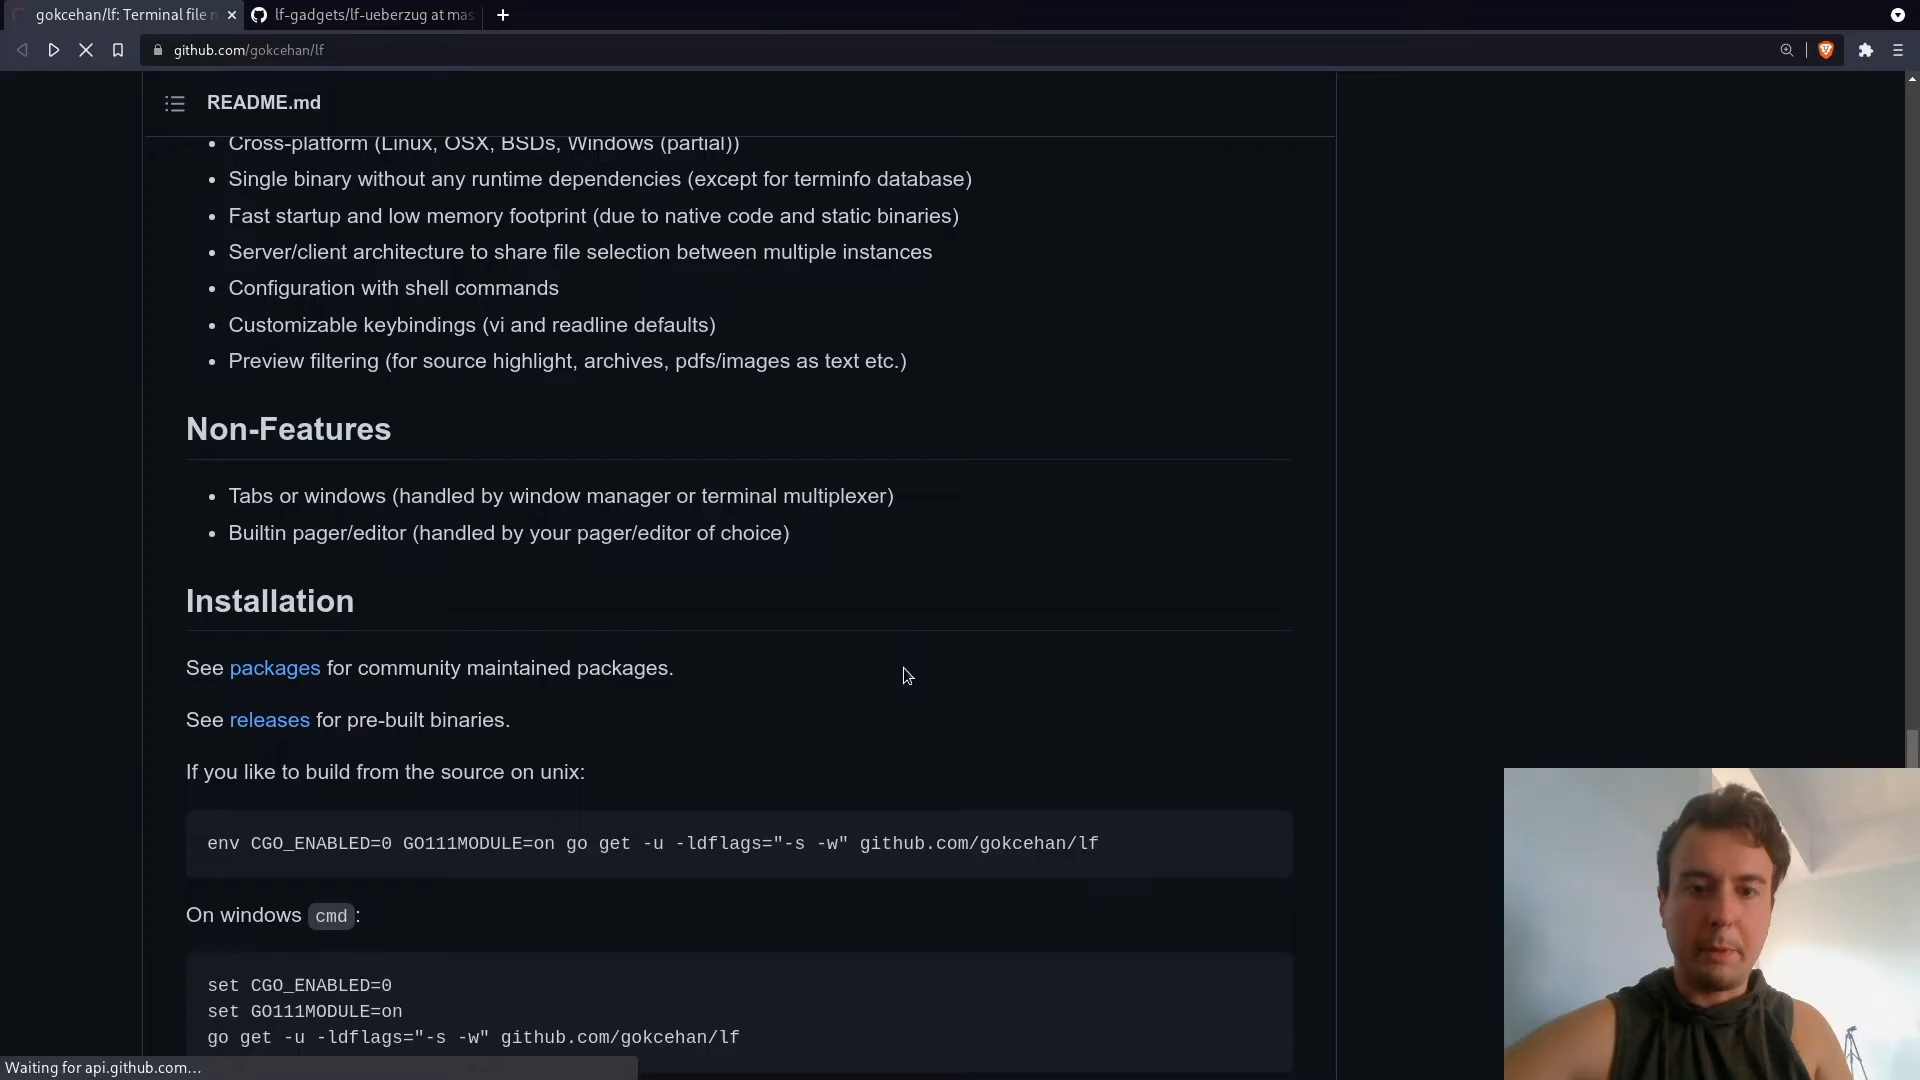 gokcehan/lf: Terminal file n
lf-gadgets/lf-ueberzug at mas
github.com/gokcehan/lf
README.md
Cross-platform (Linux, OSX, BSDs, Windows (partial))
Single binary without any runtime dependencies (except for terminfo database)
Fast startup and low memory footprint (due to native code and static binaries)
Server/client architecture to share file selection between multiple instances
Configuration with shell commands
Customizable keybindings (vi and readline defaults)
Preview filtering (for source highlight, archives, pdfs/images as text etc.)
Non-Features
Tabs or windows (handled by window manager or terminal multiplexer)
Builtin pager/editor (handled by your pager/editor of choice)
Installation
See packages for community maintained packages.
See releases for pre-built binaries.
If you like to build from the source on unix:
env CGO_ENABLED=0 GO111MODULE=on go get -u -ldflags="-s -w" github.com/gokcehan/lf
On windows cmd:
set CGO_ENABLED=0
set GO111MODULE=on
go get -u -ldflags="-s -w" github.com/gokcehan/lf
Waiting for api.github.com...